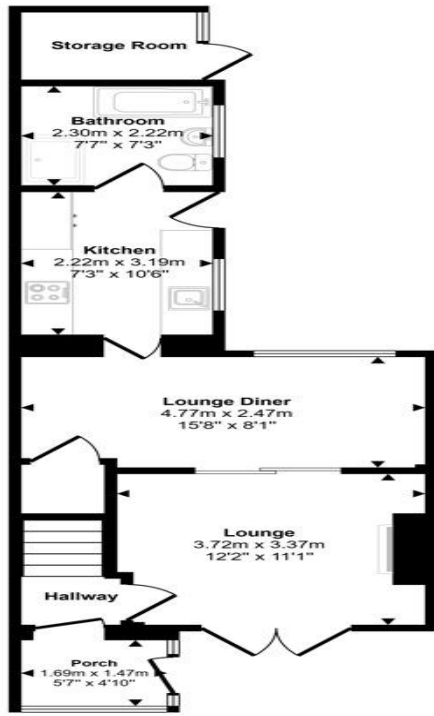 Storage Room
Bathroom
2.30m x 2.22m
7'7" x 7'3"
Kitchen
2.22m x 3.19m
7'3" x 10'6"
Lounge Diner
4.77m x 2.47m
15'8" x 8'1"
Lounge
3.72m x 3.37m
12'2" x 11'1"
Hallway
Porch
1.69m x 1.47m
5'7" x 4'10"